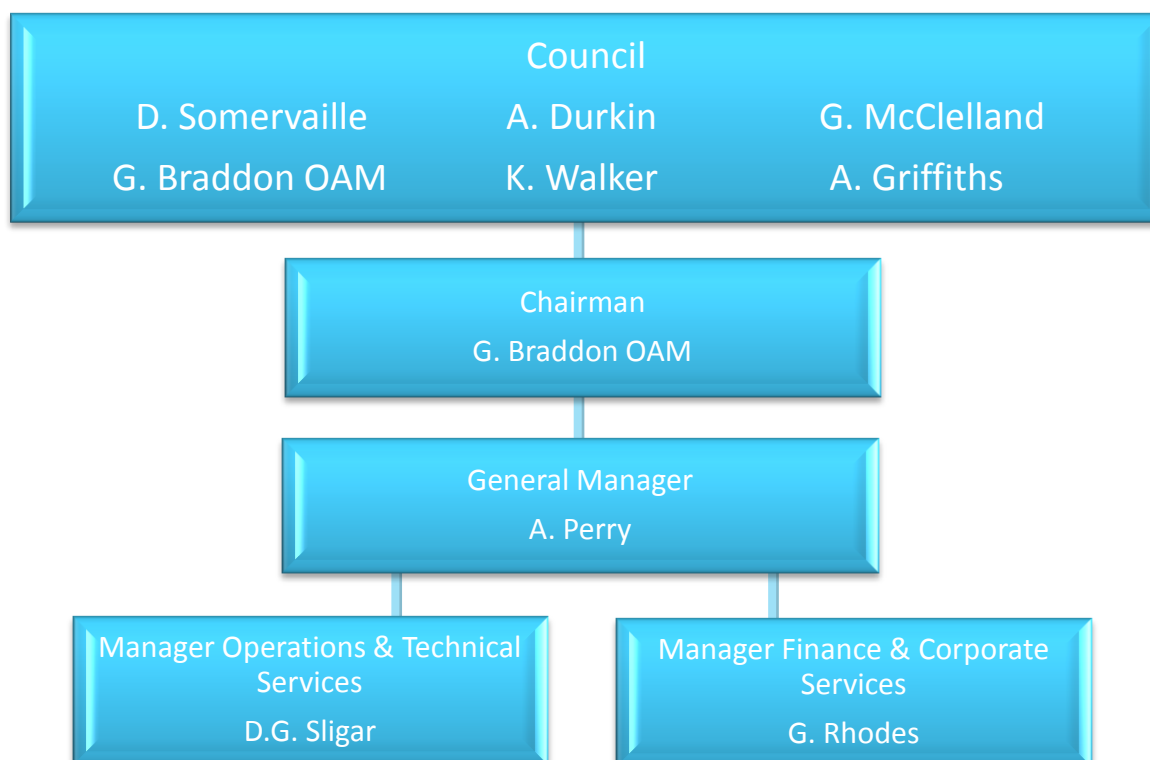 Council
D. Somervaille A. Durkin G. McClelland
G. Braddon OAM K. Walker A. Griffiths
Chairman
G. Braddon OAM
General Manager
A. Perry
Manager Operations & Technical
Services
D.G. Sligar
Manager Finance & Corporate
Services
G. Rhodes